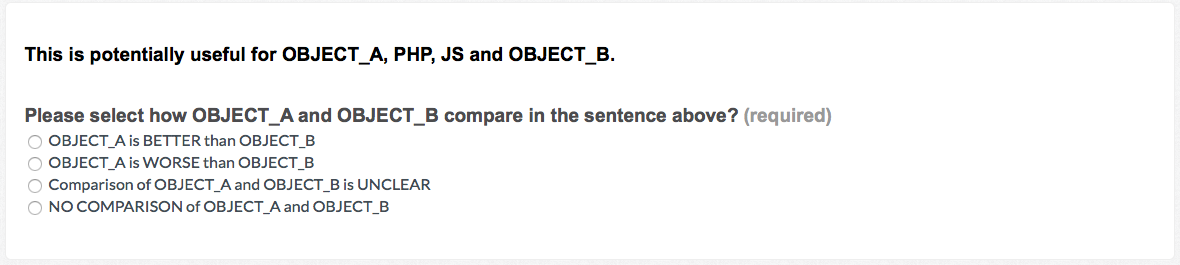 This is potentially useful for OBJECT_A, PHP, JS and OBJECT_B.
Please select how OBJECT_A and OBJECT_B compare in the sentence above? (required)
OBJECT_A is BETTER than OBJECT_B
OBJECT_A is WORSE than OBJECT_B
Comparison of OBJECT_A and OBJECT_B is UNCLEAR
NO COMPARISON of OBJECT_A and OBJECT_B